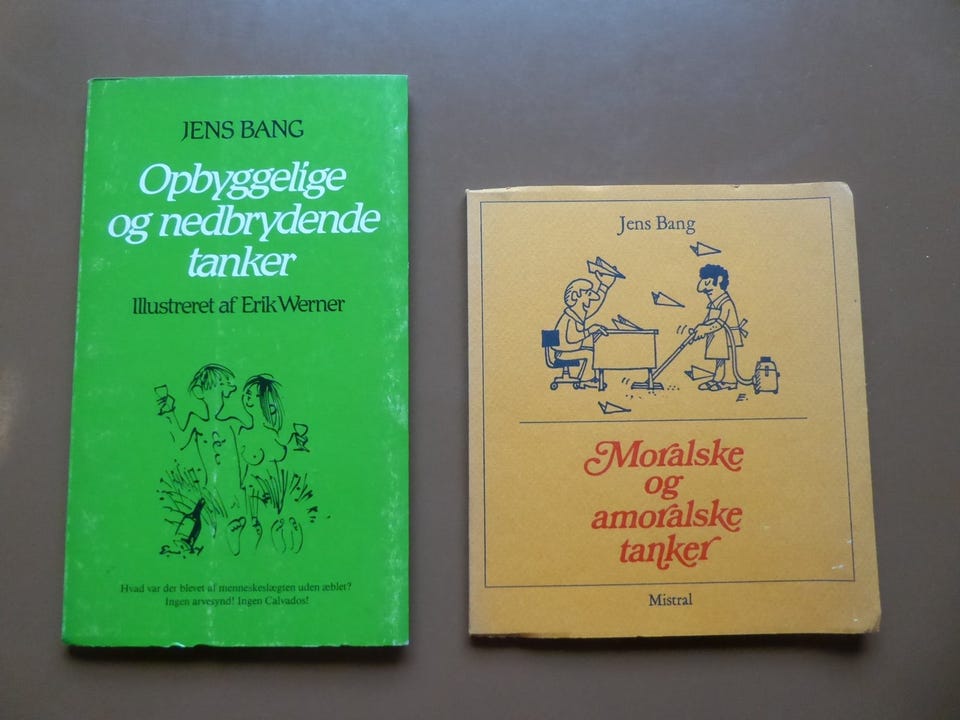 JENS BANG
Opbyggelige
og nedbrydende
tanker
Illustreret af Erik Werner
Hvad var der blevet af menneskeslægten uden æblet?
Ingen arvesynd! Ingen Calvados!
Jens Bang
E.
Moralske
og
amoralske
tanker
Mistral